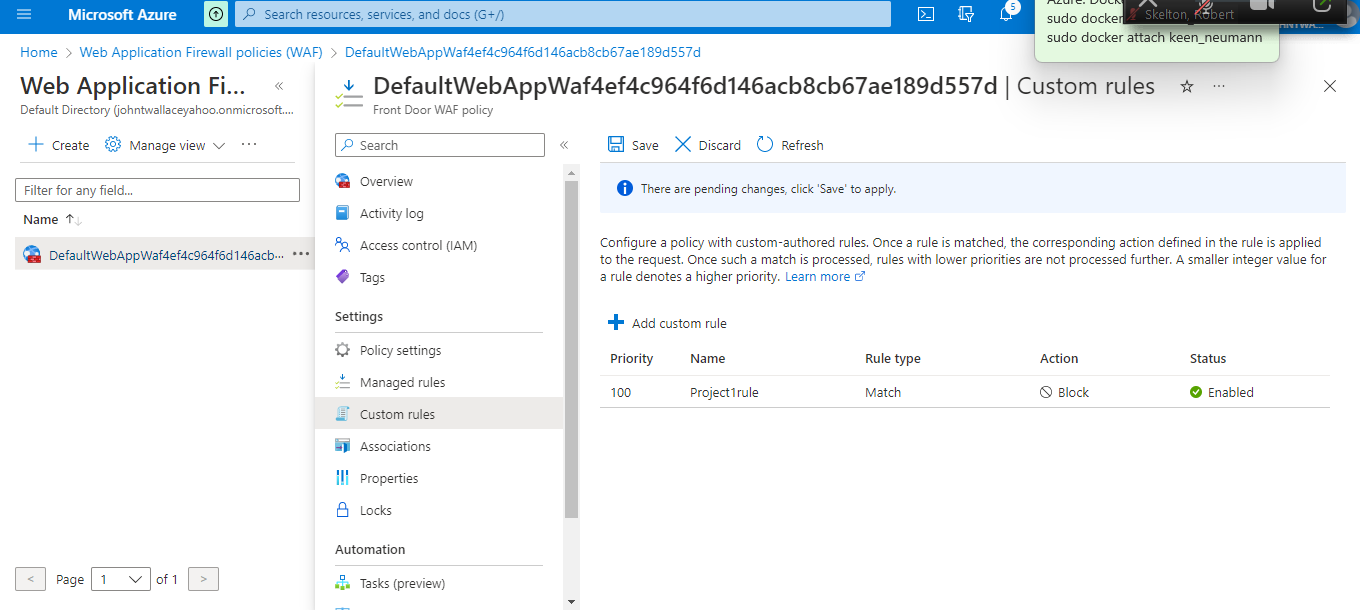 Microsoft Azure
Search resources, services, and docs (G+/)
5
Azure: Dock
sudo docker
sudo docker attach keen_neumann
Skelton, Robert
Home > Web Application Firewall policies (WAF) > DefaultWebAppWaf4ef4c964f6d146acb8cb67ae189d557d
Web Application Fi... «
Default Directory (johntwallaceyahoo.onmicrosoft....
+ Create Manage view ...
Filter for any field...
Name ↑↓
DefaultWebAppWaf4ef4c964f6d146acb... ...
< Page 1 of 1 >
DefaultWebAppWaf4ef4c964f6d146acb8cb67ae189d557d | Custom rules ☆ ...
Front Door WAF policy
Search «
Overview
Activity log
Access control (IAM)
Tags
Settings
Policy settings
Managed rules
Custom rules
Associations
Properties
Locks
Automation
Tasks (preview)
Save Discard Refresh
There are pending changes, click 'Save' to apply.
Configure a policy with custom-authored rules. Once a rule is matched, the corresponding action defined in the rule is applied
to the request. Once such a match is processed, rules with lower priorities are not processed further. A smaller integer value for
a rule denotes a higher priority. Learn more
+ Add custom rule
Priority Name Rule type Action Status
100 Project1rule Match Block Enabled